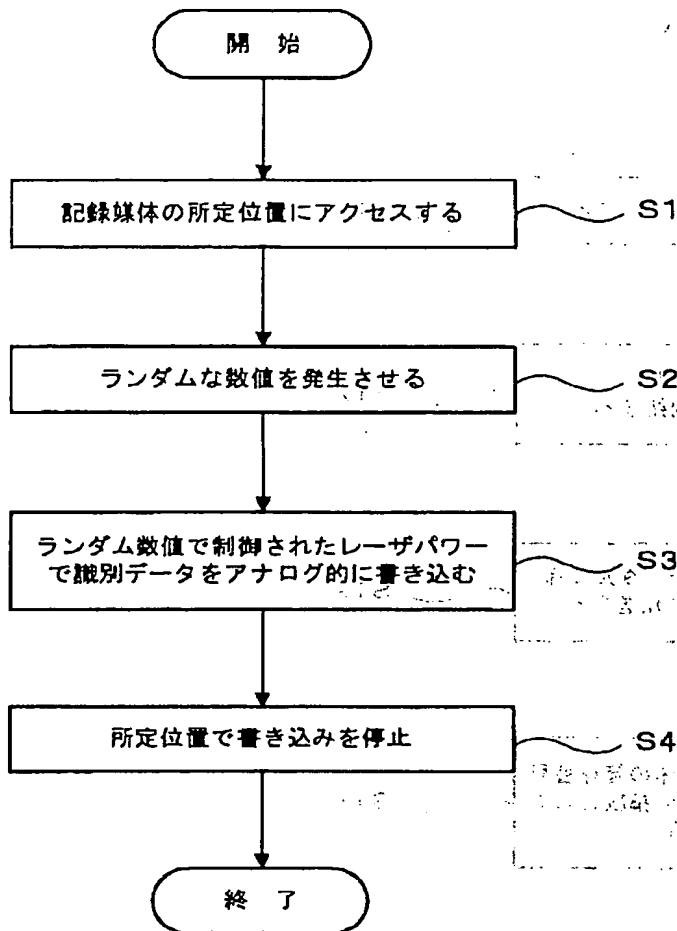 開 始
記録媒体の所定位置にアクセスする
S1
ランダムな数値を発生させる
S2
ランダム数値で制御されたレーザパワー
で識別データをアナログ的に書き込む
S3
所定位置で書き込みを停止
S4
終 了